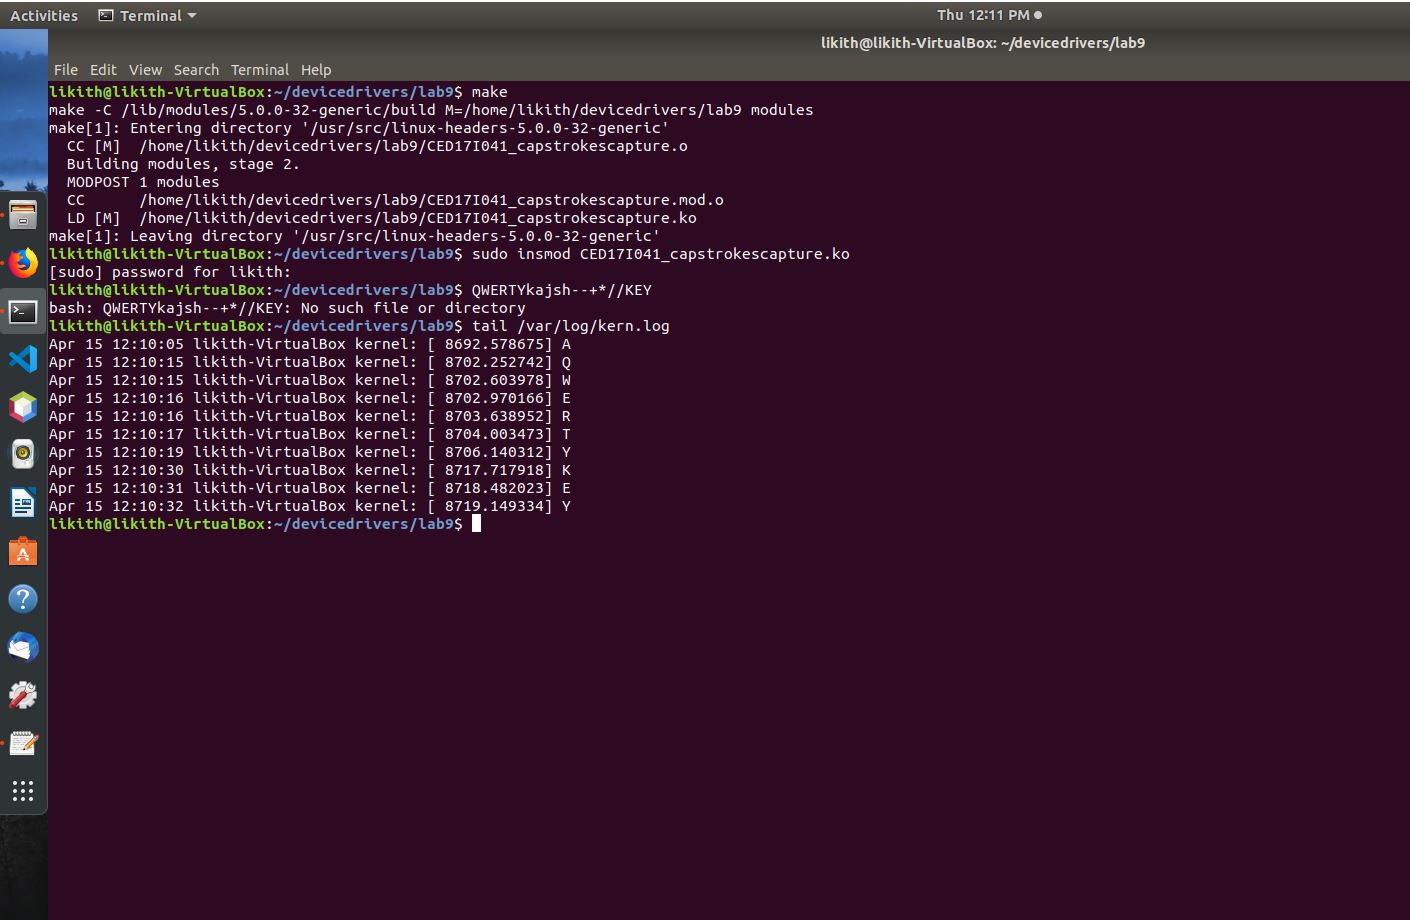 Activities Terminal Thu 12:11 PM
likith@likith-VirtualBox: ~/devicedrivers/lab9
File Edit View Search Terminal Help
likith@likith-VirtualBox:~/devicedrivers/lab9$ make
make -C /lib/modules/5.0.0-32-generic/build M=/home/likith/devicedrivers/lab9 modules
make[1]: Entering directory '/usr/src/linux-headers-5.0.0-32-generic'
  CC [M]  /home/likith/devicedrivers/lab9/CED17I041_capstrokescapture.o
  Building modules, stage 2.
  MODPOST 1 modules
  CC      /home/likith/devicedrivers/lab9/CED17I041_capstrokescapture.mod.o
  LD [M]  /home/likith/devicedrivers/lab9/CED17I041_capstrokescapture.ko
make[1]: Leaving directory '/usr/src/linux-headers-5.0.0-32-generic'
likith@likith-VirtualBox:~/devicedrivers/lab9$ sudo insmod CED17I041_capstrokescapture.ko
[sudo] password for likith:
likith@likith-VirtualBox:~/devicedrivers/lab9$ QWERTYkajsh--+*//KEY
bash: QWERTYkajsh--+*//KEY: No such file or directory
likith@likith-VirtualBox:~/devicedrivers/lab9$ tail /var/log/kern.log
Apr 15 12:10:05 likith-VirtualBox kernel: [ 8692.578675] A
Apr 15 12:10:15 likith-VirtualBox kernel: [ 8702.252742] Q
Apr 15 12:10:15 likith-VirtualBox kernel: [ 8702.603978] W
Apr 15 12:10:16 likith-VirtualBox kernel: [ 8702.970166] E
Apr 15 12:10:16 likith-VirtualBox kernel: [ 8703.638952] R
Apr 15 12:10:17 likith-VirtualBox kernel: [ 8704.003473] T
Apr 15 12:10:19 likith-VirtualBox kernel: [ 8706.140312] Y
Apr 15 12:10:30 likith-VirtualBox kernel: [ 8717.717918] K
Apr 15 12:10:31 likith-VirtualBox kernel: [ 8718.482023] E
Apr 15 12:10:32 likith-VirtualBox kernel: [ 8719.149334] Y
likith@likith-VirtualBox:~/devicedrivers/lab9$